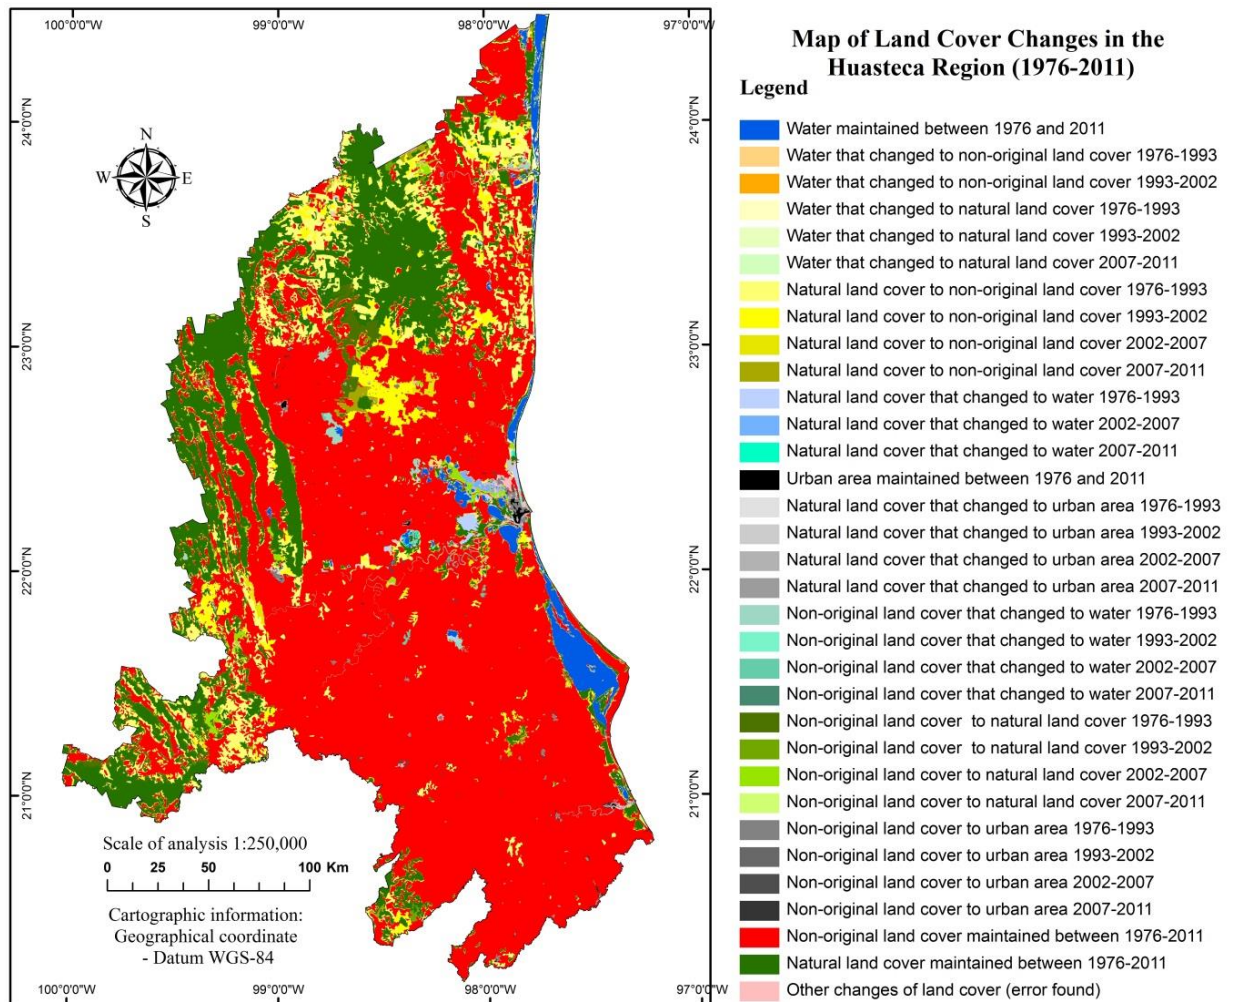 Map of Land Cover Changes in the
Huasteca Region (1976-2011)
Legend
Water maintained between 1976 and 2011
Water that changed to non-original land cover 1976-1993
Water that changed to non-original land cover 1993-2002
Water that changed to natural land cover 1976-1993
Water that changed to natural land cover 1993-2002
Water that changed to natural land cover 2007-2011
Natural land cover to non-original land cover 1976-1993
Natural land cover to non-original land cover 1993-2002
Natural land cover to non-original land cover 2002-2007
Natural land cover to non-original land cover 2007-2011
Natural land cover that changed to water 1976-1993
Natural land cover that changed to water 2002-2007
Natural land cover that changed to water 2007-2011
Urban area maintained between 1976 and 2011
Natural land cover that changed to urban area 1976-1993
Natural land cover that changed to urban area 1993-2002
Natural land cover that changed to urban area 2002-2007
Natural land cover that changed to urban area 2007-2011
Non-original land cover that changed to water 1976-1993
Non-original land cover that changed to water 1993-2002
Non-original land cover that changed to water 2002-2007
Non-original land cover that changed to water 2007-2011
Non-original land cover to natural land cover 1976-1993
Non-original land cover to natural land cover 1993-2002
Non-original land cover to natural land cover 2002-2007
Non-original land cover to natural land cover 2007-2011
Non-original land cover to urban area 1976-1993
Non-original land cover to urban area 1993-2002
Non-original land cover to urban area 2002-2007
Non-original land cover to urban area 2007-2011
Non-original land cover maintained between 1976-2011
Natural land cover maintained between 1976-2011
Other changes of land cover (error found)
100°0'0"W 99°0'0"W 98°0'0"W 97°0'0"W
24°0'0"N
23°0'0"N
22°0'0"N
21°0'0"N
24°0'0"N
23°0'0"N
22°0'0"N
21°0'0"N
N
W E
S
Scale of analysis 1:250,000
0 25 50 100 Km
Cartographic information:
Geographical coordinate
- Datum WGS-84
100°0'0"W 99°0'0"W 98°0'0"W 97°0'0"W